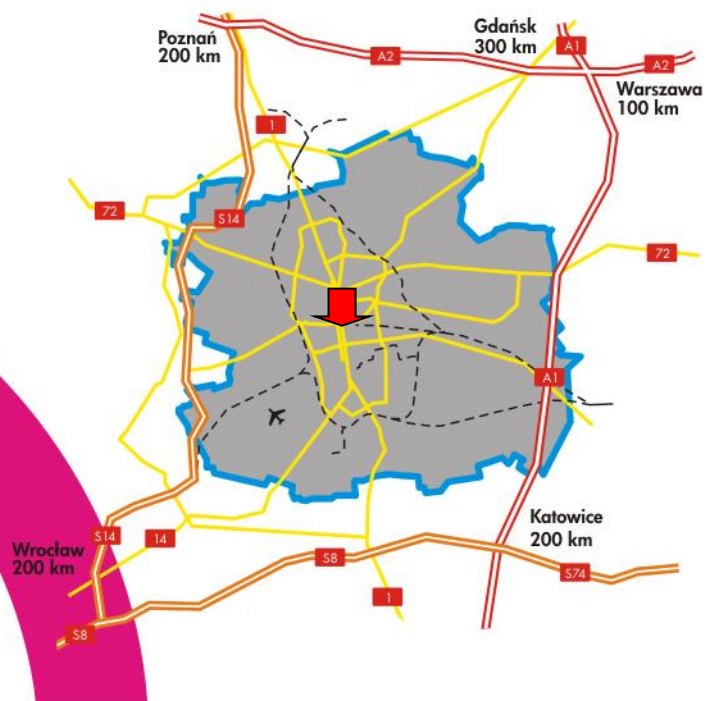 Poznań
200 km
Gdańsk
300 km
A1
A2
A2
Warszawa
100 km
1
72
S14
72
A1
Katowice
200 km
S14
14
Wrocław
200 km
S8
S74
1
S8